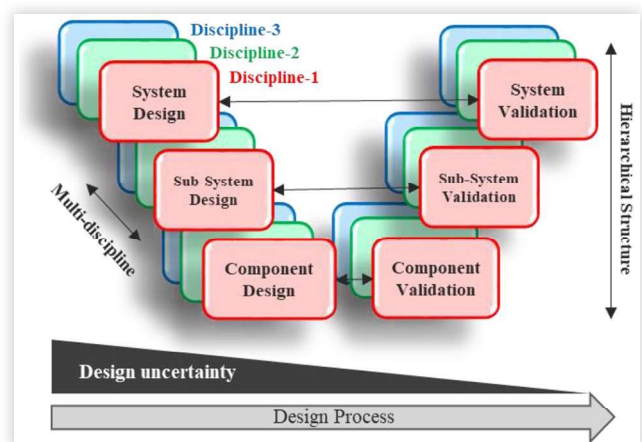 Discipline-3
Discipline-2
Discipline-1
System
Design
System
Validation
Sub System
Design
Sub-System
Validation
Component
Design
Component
Validation
Multi-discipline
Hierarchical Structure
Design uncertainty
Design Process